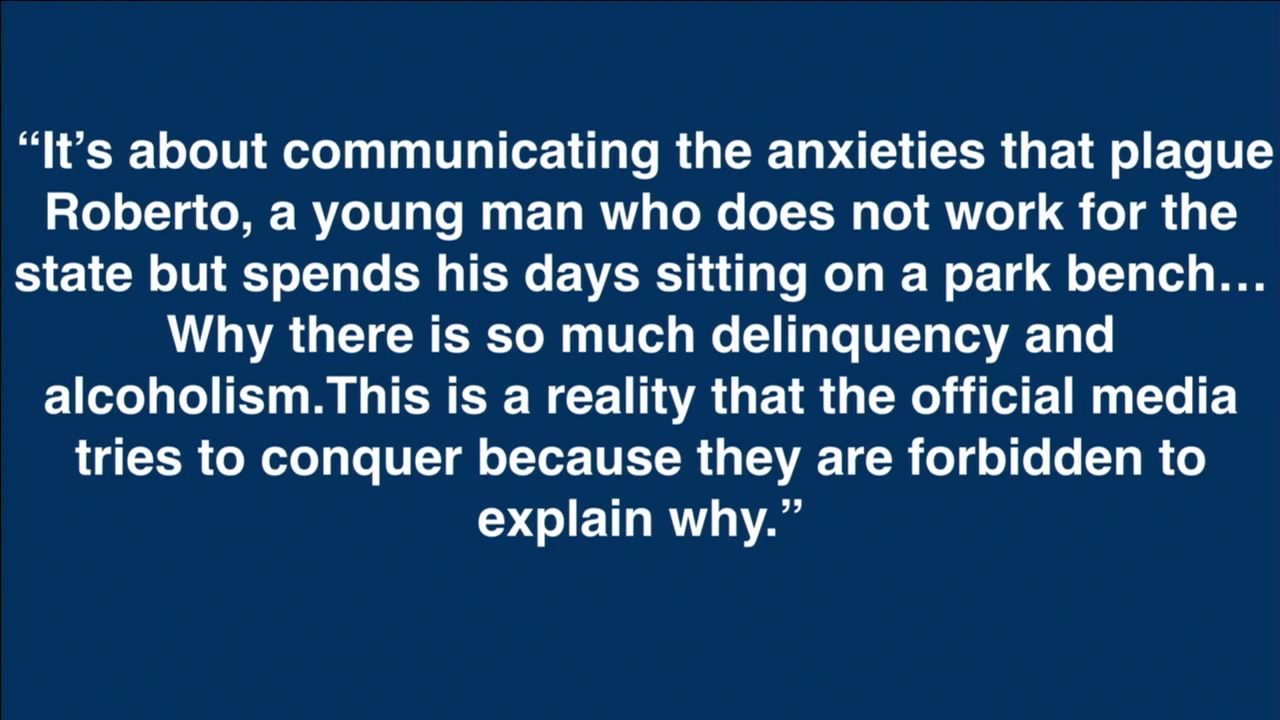 “It’s about communicating the anxieties that plague
Roberto, a young man who does not work for the
state but spends his days sitting on a park bench…
Why there is so much delinquency and
alcoholism.This is a reality that the official media
tries to conquer because they are forbidden to
explain why.”